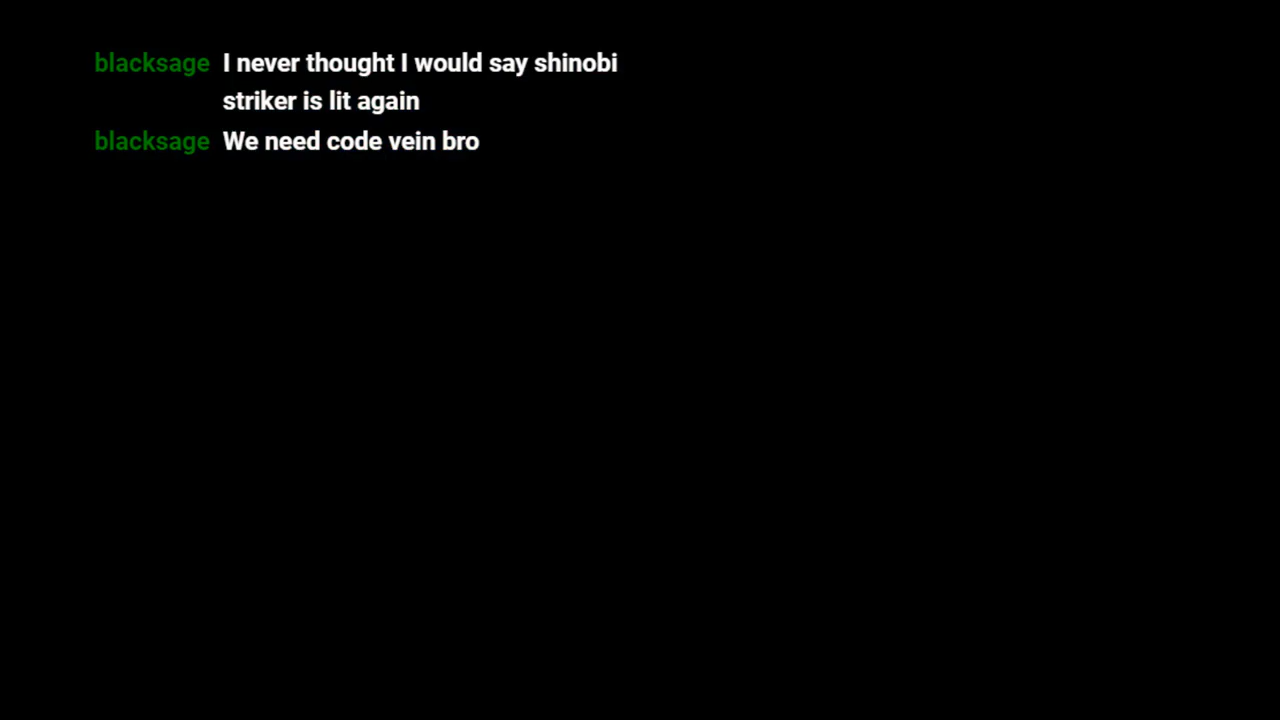 blacksage I never thought I would say shinobi
striker is lit again
blacksage We need code vein bro